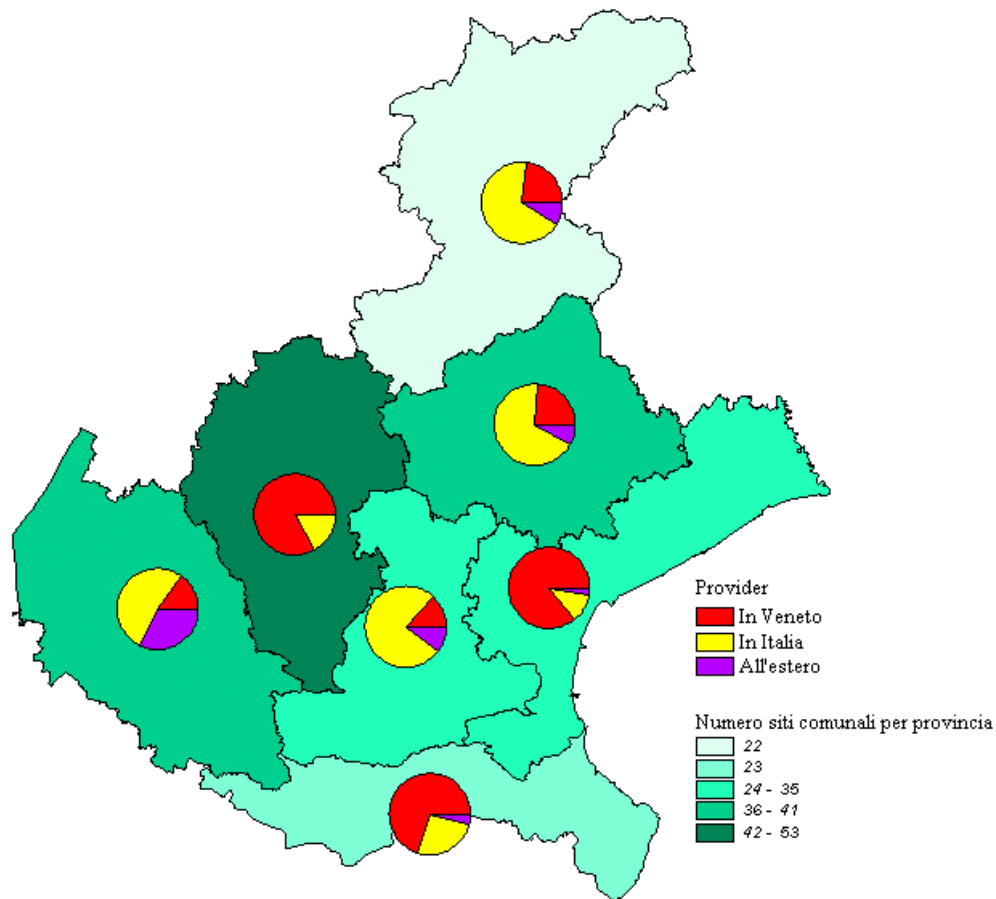 Provider
In Veneto
In Italia
All'estero
Numero siti comunali per provincia
22
23
24 - 35
36 - 41
42 - 53